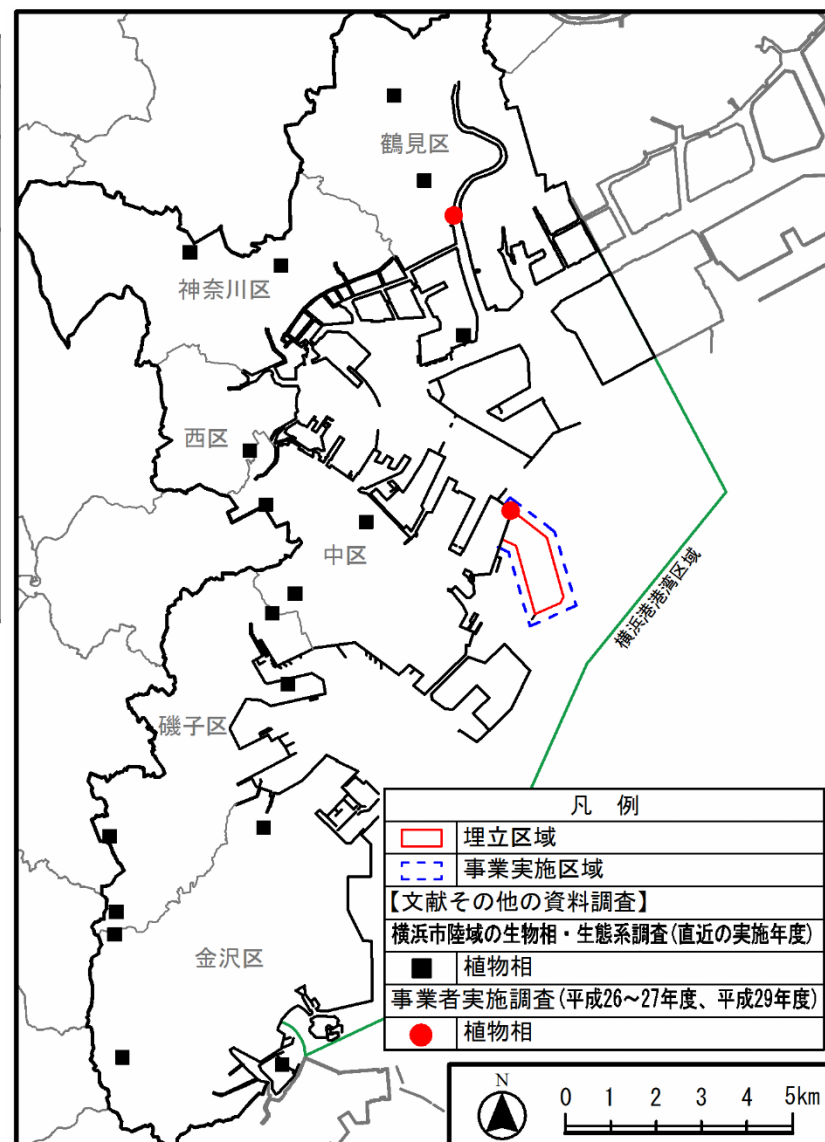 鶴見区
神奈川区
西区
中区
横浜港港湾区域
磯子区
金沢区
凡 例
埋立区域
事業実施区域
【文献その他の資料調査】
横浜市陸域の生物相・生態系調査(直近の実施年度)
植物相
事業者実施調査(平成26～27年度、平成29年度)
植物相
N
0 1 2 3 4 5km